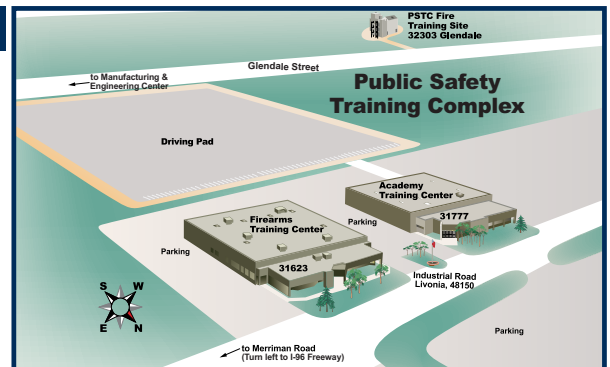 PSTC Fire
Training Site
32303 Glendale
Glendale Street
to Manufacturing &
Engineering Center
Public Safety
Training Complex
Driving Pad
Academy
Training Center
31777
Firearms
Training Center
Parking
Parking
31623
Industrial Road
Livonia, 48150
S W
E N
Parking
to Merriman Road
(Turn left to I-96 Freeway)